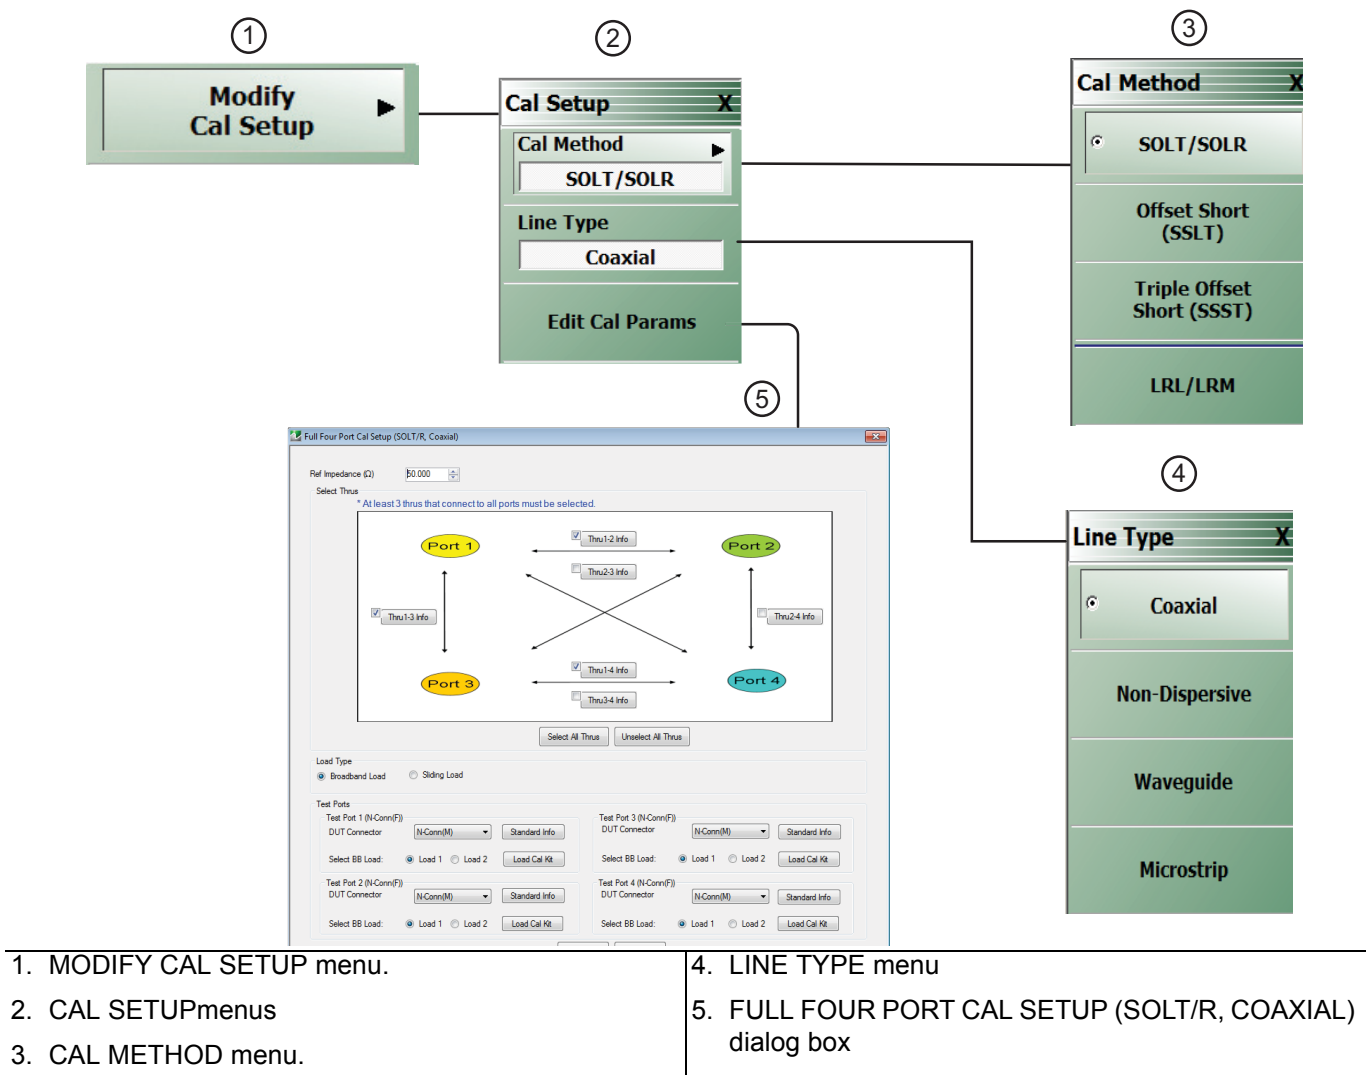 1
Modify
Cal Setup
2
Cal Setup X
Cal Method
SOLT/SOLR
Line Type
Coaxial
Edit Cal Params
3
Cal Method X
SOLT/SOLR
Offset Short
(SSLT)
Triple Offset
Short (SSST)
LRL/LRM
4
Line Type X
Coaxial
Non-Dispersive
Waveguide
Microstrip
5
Full Four Port Cal Setup (SOLT/R, Coaxial)
Ref Impedance (Ω) 50.000
Select Thrus
* At least 3 thrus that connect to all ports must be selected.
Port 1
Thru1-2 Info
Port 2
Thru2-3 Info
Thru1-3 Info
Thru2-4 Info
Port 3
Thru1-4 Info
Port 4
Thru3-4 Info
Select All Thrus Unselect All Thrus
Load Type
Broadband Load Sliding Load
Test Ports
Test Port 1 (N-Conn(F))
DUT Connector N-Conn(M) Standard Info
Select BB Load: Load 1 Load 2 Load Cal Kit
Test Port 3 (N-Conn(F))
DUT Connector N-Conn(M) Standard Info
Select BB Load: Load 1 Load 2 Load Cal Kit
Test Port 2 (N-Conn(F))
DUT Connector N-Conn(M) Standard Info
Select BB Load: Load 1 Load 2 Load Cal Kit
Test Port 4 (N-Conn(F))
DUT Connector N-Conn(M) Standard Info
Select BB Load: Load 1 Load 2 Load Cal Kit
1. MODIFY CAL SETUP menu.
2. CAL SETUPmenus
3. CAL METHOD menu.
4. LINE TYPE menu
5. FULL FOUR PORT CAL SETUP (SOLT/R, COAXIAL)
dialog box